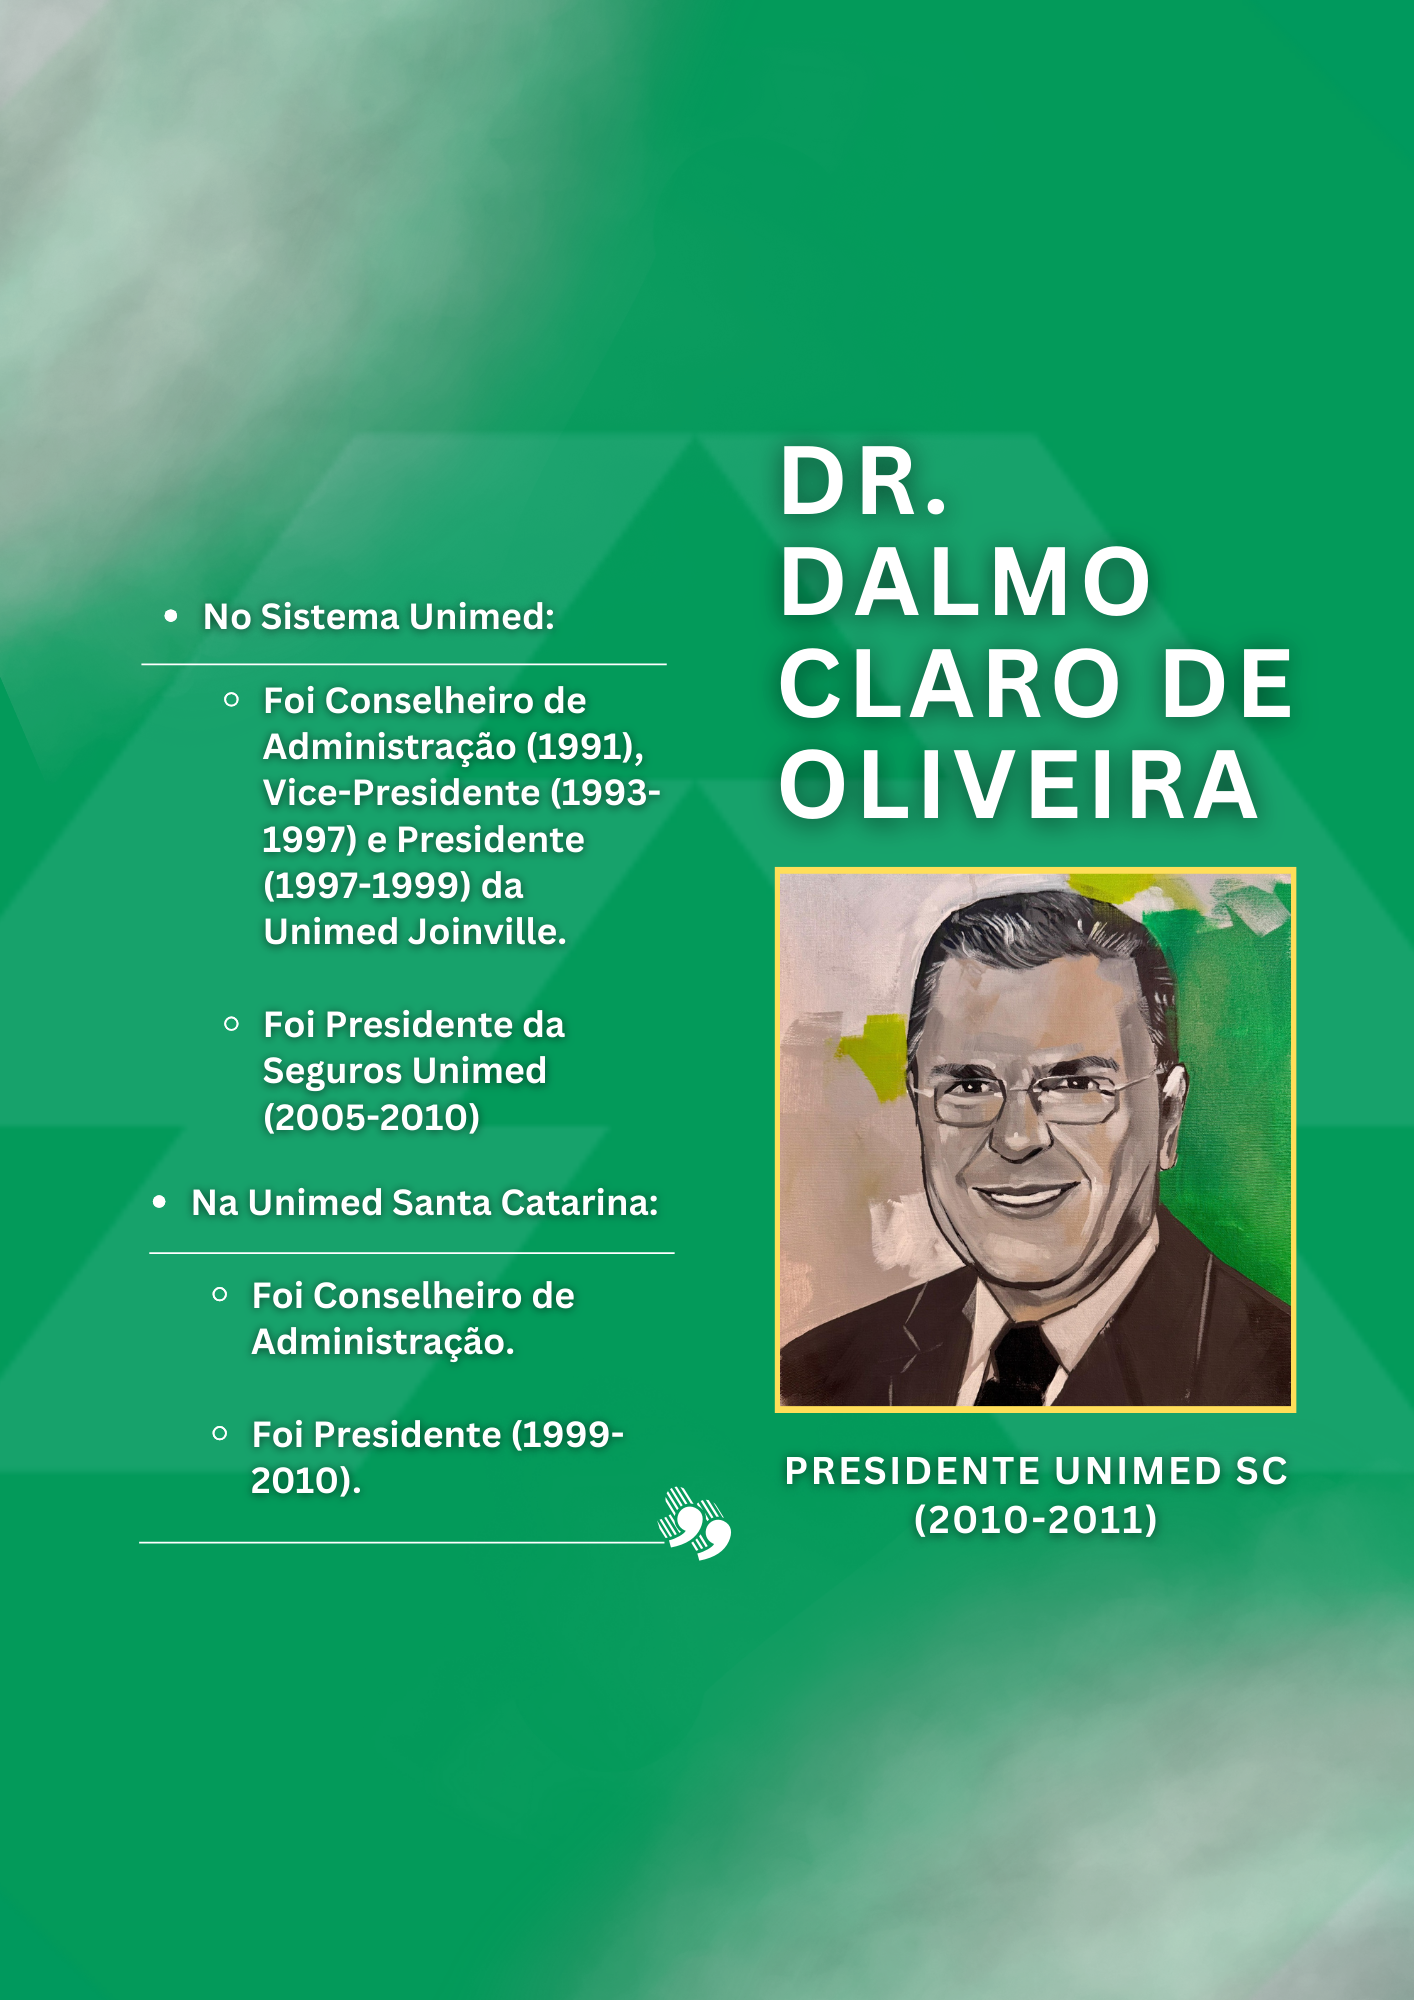 DR.
DALMO
CLARO DE
OLIVEIRA
No Sistema Unimed:
Foi Conselheiro de
Administração (1991),
Vice-Presidente (1993-
1997) e Presidente
(1997-1999) da
Unimed Joinville.
Foi Presidente da
Seguros Unimed
(2005-2010)
Na Unimed Santa Catarina:
Foi Conselheiro de
Administração.
Foi Presidente (1999-
2010).
PRESIDENTE UNIMED SC
(2010-2011)